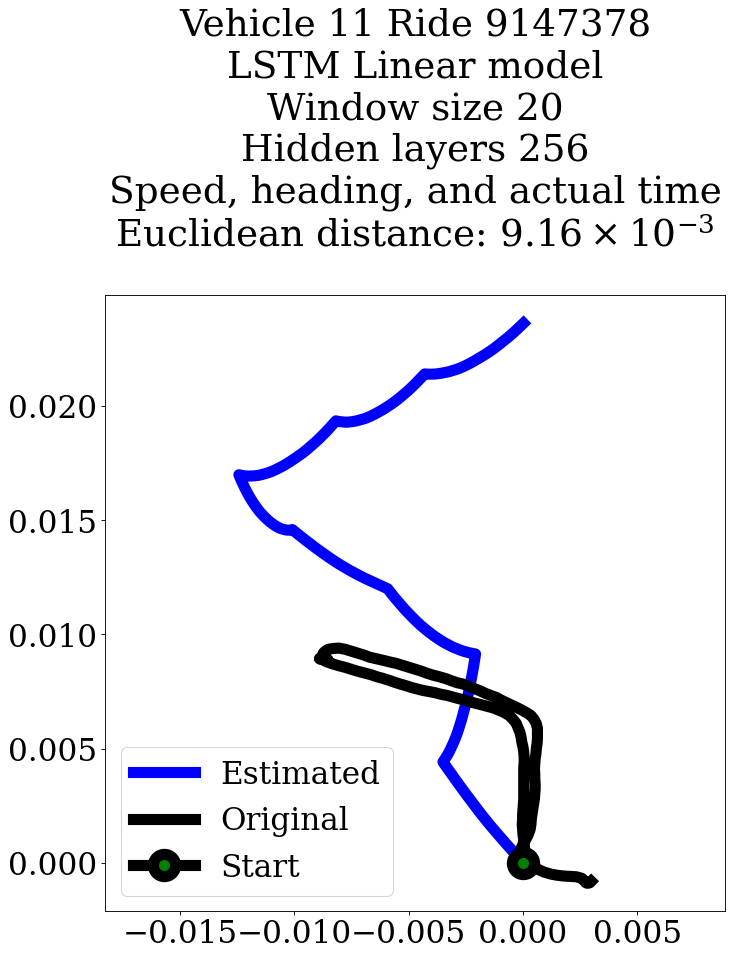 Vehicle 11 Ride 9147378
LSTM Linear model
Window size 20
Hidden layers 256
Speed, heading, and actual time
Euclidean distance: 9.16 × 10⁻³
0.020
0.015
0.010
0.005
0.000
Estimated
Original
Start
−0.015 −0.010 −0.005 0.000 0.005